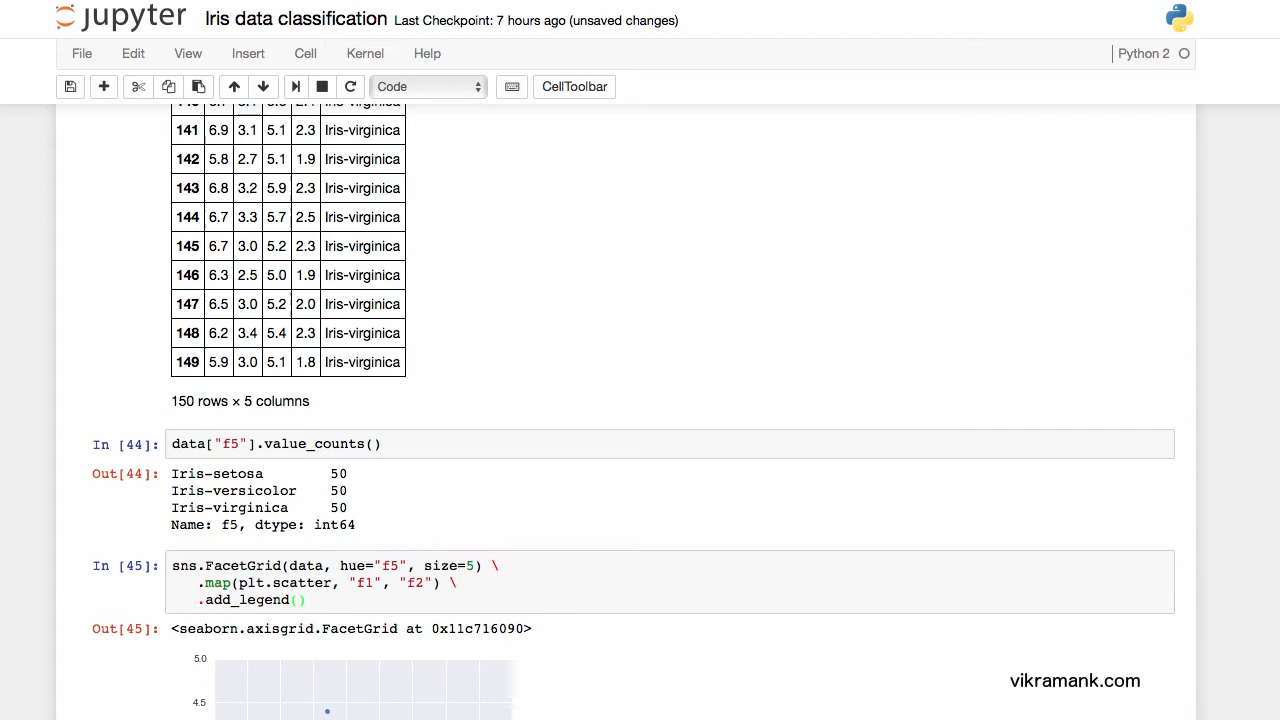 jupyter Iris data classification Last Checkpoint: 7 hours ago (unsaved changes)
File Edit View Insert Cell Kernel Help Python 2
Code CellToolbar
141 6.9 3.1 5.1 2.3 Iris-virginica
142 5.8 2.7 5.1 1.9 Iris-virginica
143 6.8 3.2 5.9 2.3 Iris-virginica
144 6.7 3.3 5.7 2.5 Iris-virginica
145 6.7 3.0 5.2 2.3 Iris-virginica
146 6.3 2.5 5.0 1.9 Iris-virginica
147 6.5 3.0 5.2 2.0 Iris-virginica
148 6.2 3.4 5.4 2.3 Iris-virginica
149 5.9 3.0 5.1 1.8 Iris-virginica
150 rows × 5 columns
In [44]: data["f5"].value_counts()
Out[44]: Iris-setosa 50
Iris-versicolor 50
Iris-virginica 50
Name: f5, dtype: int64
In [45]: sns.FacetGrid(data, hue="f5", size=5) \
.map(plt.scatter, "f1", "f2") \
.add_legend()
Out[45]: <seaborn.axisgrid.FacetGrid at 0x11c716090>
5.0
vikramank.com
4.5